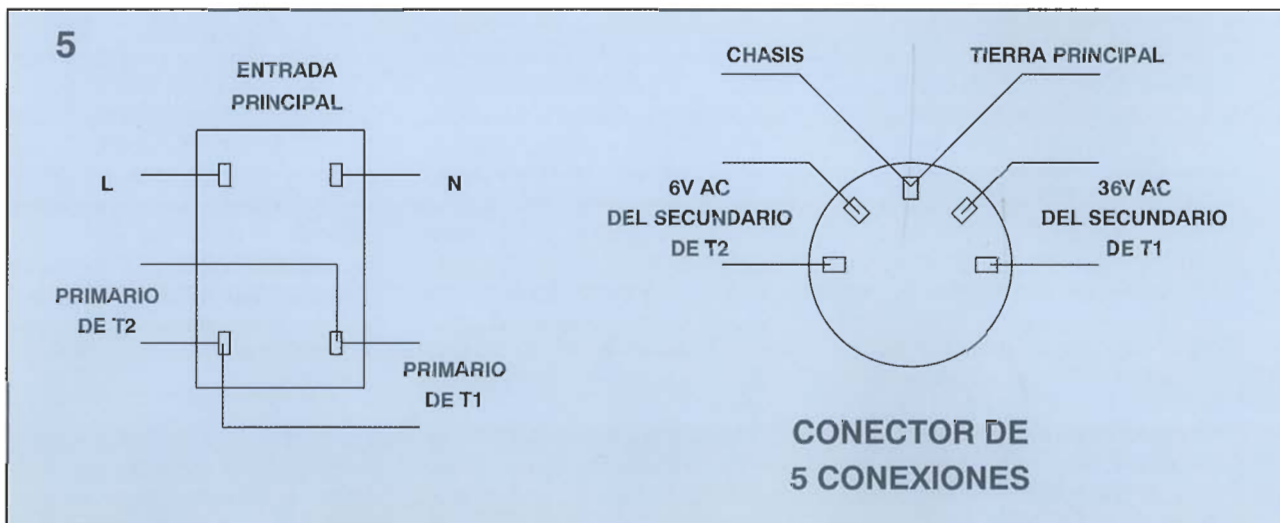 5
ENTRADA
PRINCIPAL
L
N
PRIMARIO
DE T2
PRIMARIO
DE T1
CHASIS
TIERRA PRINCIPAL
6V AC
DEL SECUNDARIO
DE T2
36V AC
DEL SECUNDARIO
DE T1
CONECTOR DE
5 CONEXIONES